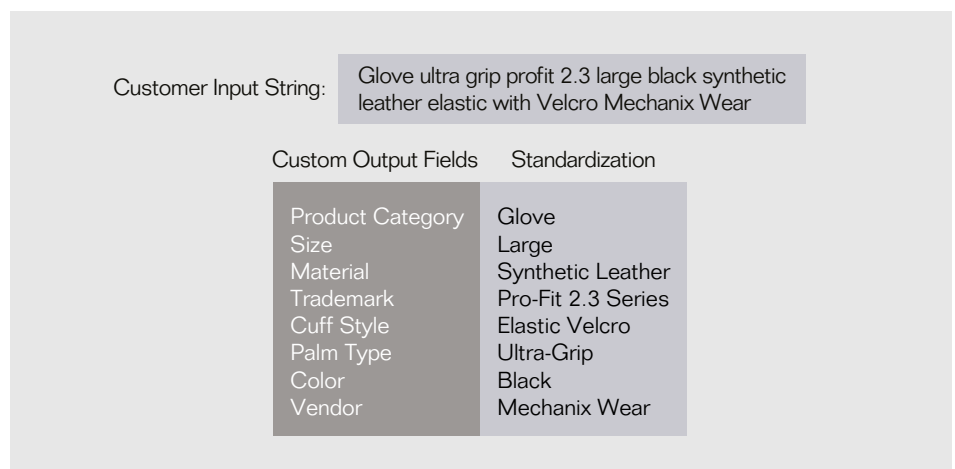 Customer Input String:
Glove ultra grip profit 2.3 large black synthetic
leather elastic with Velcro Mechanix Wear
Custom Output Fields Standardization
Product Category Glove
Size Large
Material Synthetic Leather
Trademark Pro-Fit 2.3 Series
Cuff Style Elastic Velcro
Palm Type Ultra-Grip
Color Black
Vendor Mechanix Wear